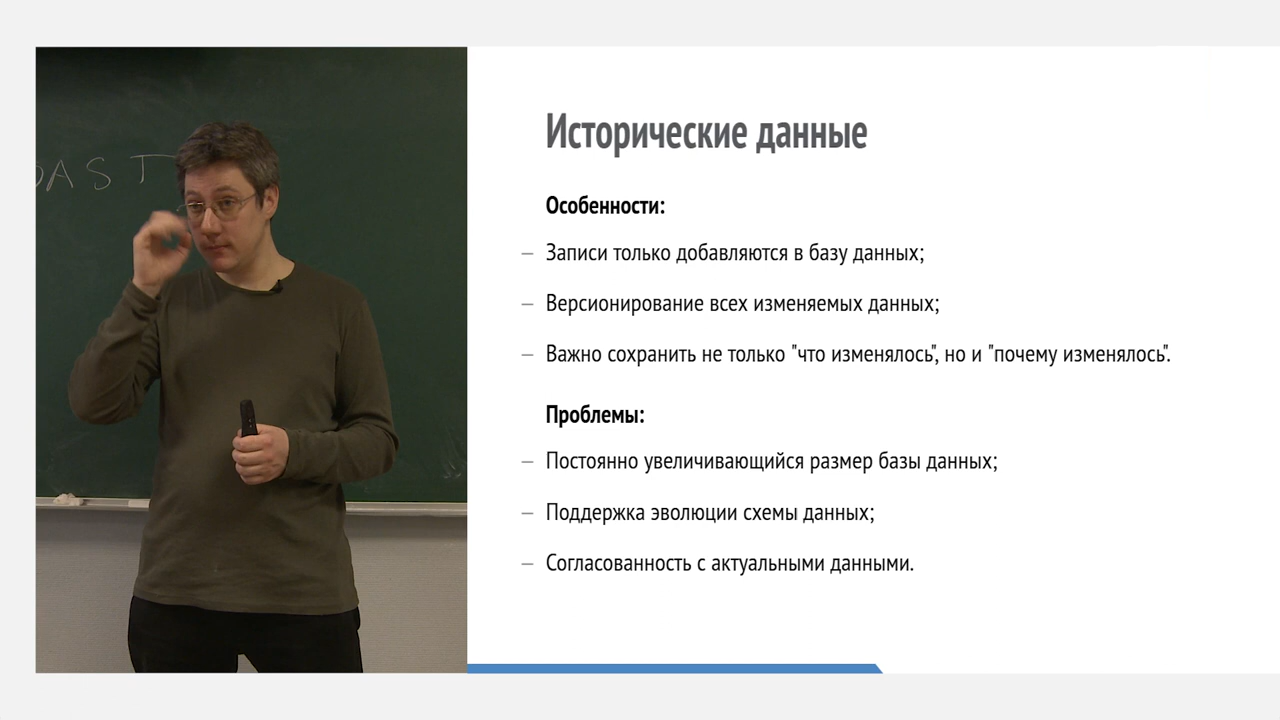 OAST
Исторические данные
Особенности:
– Записи только добавляются в базу данных;
– Версионирование всех изменяемых данных;
– Важно сохранить не только "что изменялось", но и "почему изменялось".
Проблемы:
– Постоянно увеличивающийся размер базы данных;
– Поддержка эволюции схемы данных;
– Согласованность с актуальными данными.